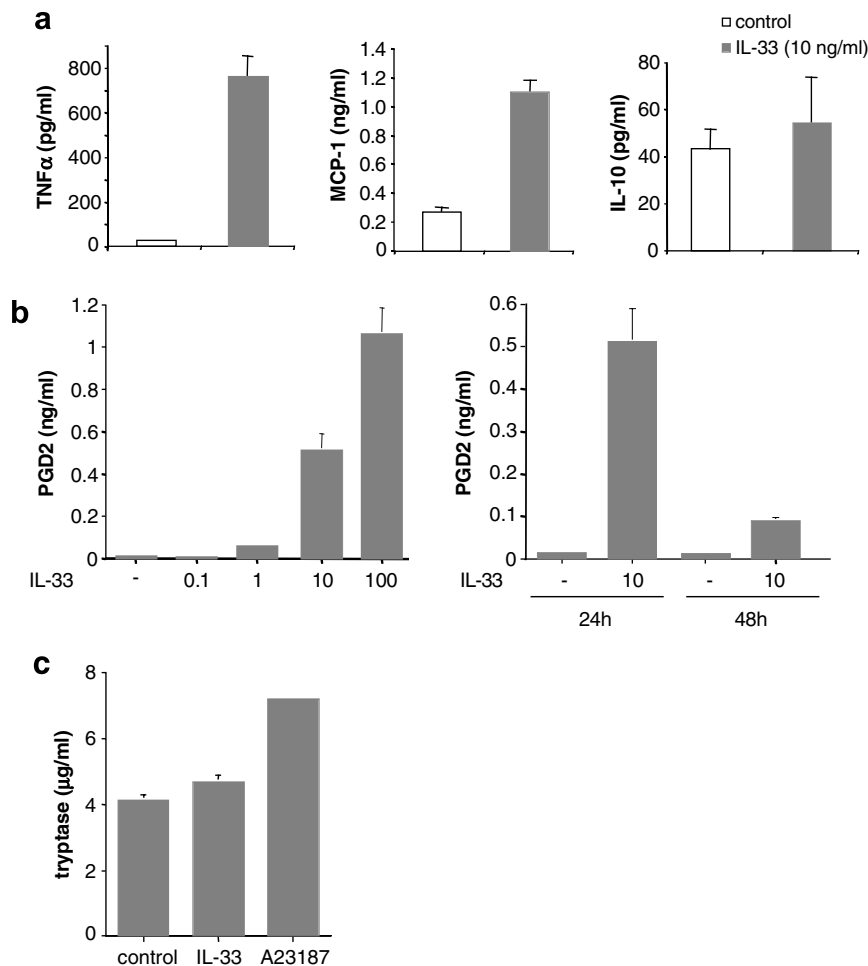 a
control
IL-33 (10 ng/ml)
TNFα (pg/ml)
800
600
400
200
0
MCP-1 (ng/ml)
1.4
1.2
1.0
0.8
0.6
0.4
0.2
0
IL-10 (pg/ml)
80
60
40
20
0
b
PGD2 (ng/ml)
1.2
1
0.8
0.6
0.4
0.2
0
IL-33 - 0.1 1 10 100
PGD2 (ng/ml)
0.6
0.5
0.4
0.3
0.2
0.1
0
IL-33 - 10 - 10
24h 48h
c
tryptase (μg/ml)
8
6
4
2
0
control IL-33 A23187